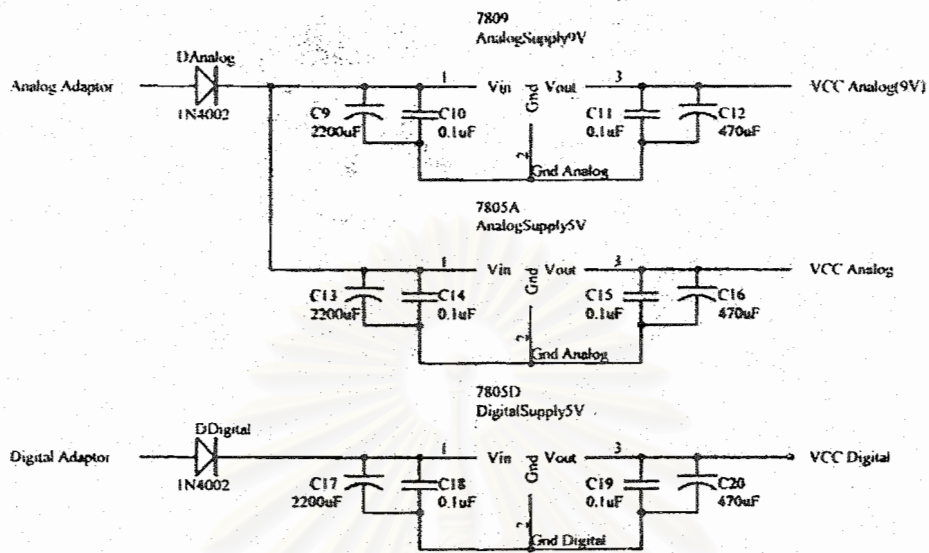 7809
AnalogSupply9V
DAnalog
Analog Adaptor
1N4002
1
Vin
Gnd
Vout
3
VCC Analog(9V)
C9
2200uF
C10
0.1uF
C11
0.1uF
C12
470uF
2
Gnd Analog
7805A
AnalogSupply5V
1
Vin
Gnd
Vout
3
VCC Analog
C13
2200uF
C14
0.1uF
C15
0.1uF
C16
470uF
2
Gnd Analog
7805D
DigitalSupply5V
DDigital
Digital Adaptor
1N4002
1
Vin
Gnd
Vout
3
VCC Digital
C17
2200uF
C18
0.1uF
C19
0.1uF
C20
470uF
2
Gnd Digital